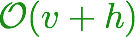 𝒪(v + h)